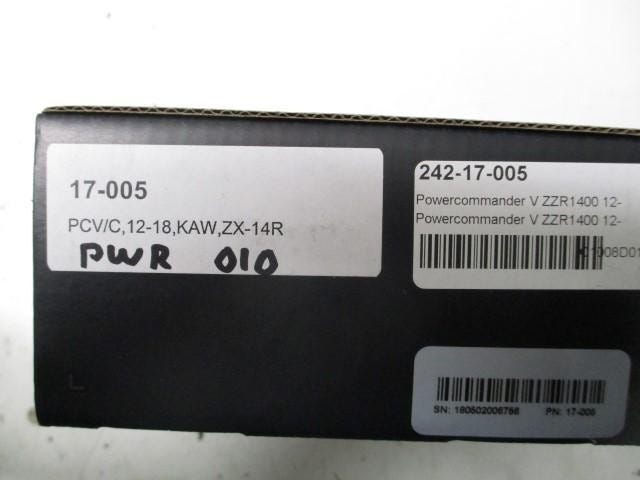 17-005
PCV/C,12-18,KAW,ZX-14R
PWR 010
242-17-005
Powercommander V ZZR1400 12-
Powercommander V ZZR1400 12-
SN: 180502006756 PN: 17-005